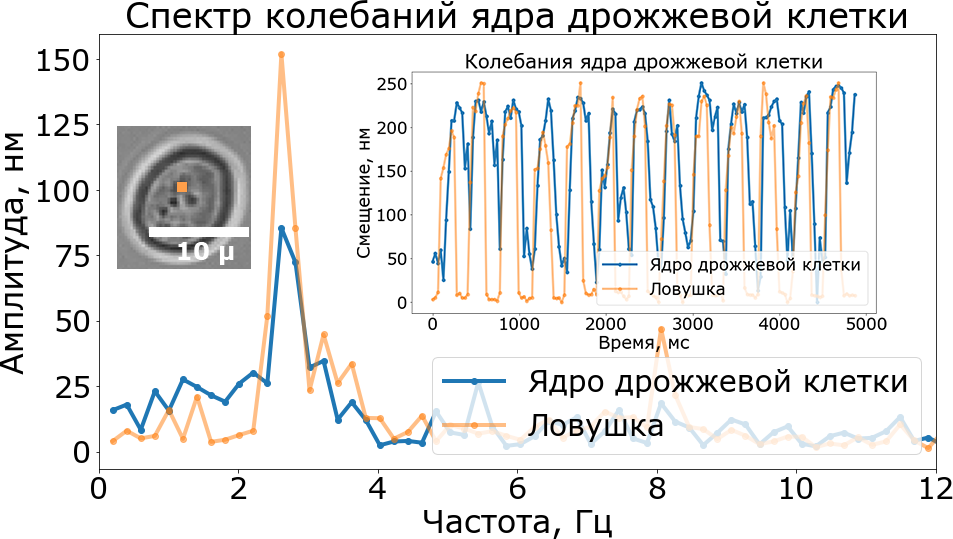 Спектр колебаний ядра дрожжевой клетки
Амплитуда, нм
150
125
100
75
50
25
0
10 µ
Колебания ядра дрожжевой клетки
Смещение, нм
250
200
150
100
50
0
Ядро дрожжевой клетки
Ловушка
0 1000 2000 3000 4000 5000
Время, мс
Ядро дрожжевой клетки
Ловушка
0 2 4 6 8 10 12
Частота, Гц